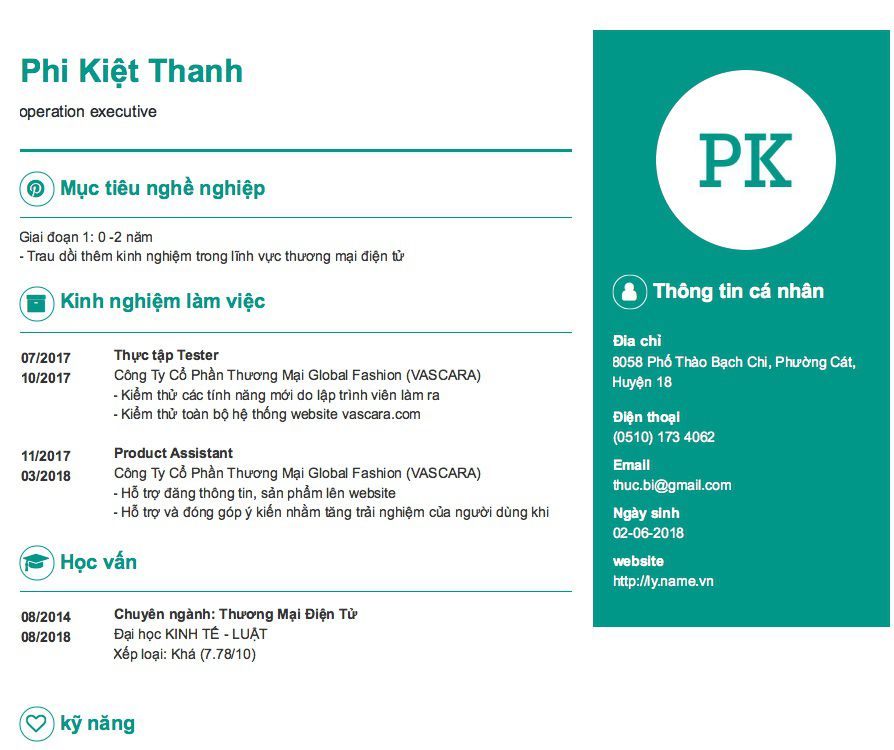 Phi Kiệt Thanh
operation executive
Mục tiêu nghề nghiệp
Giai đoạn 1: 0 -2 năm
- Trau dồi thêm kinh nghiệm trong lĩnh vực thương mại điện tử
Kinh nghiệm làm việc
07/2017 Thực tập Tester
10/2017 Công Ty Cổ Phần Thương Mại Global Fashion (VASCARA)
- Kiểm thử các tính năng mới do lập trình viên làm ra
- Kiểm thử toàn bộ hệ thống website vascara.com
11/2017 Product Assistant
03/2018 Công Ty Cổ Phần Thương Mại Global Fashion (VASCARA)
- Hỗ trợ đăng thông tin, sản phẩm lên website
- Hỗ trợ và đóng góp ý kiến nhằm tăng trải nghiệm của người dùng khi
Học vấn
08/2014 Chuyên ngành: Thương Mại Điện Tử
08/2018 Đại học KINH TẾ - LUẬT
Xếp loại: Khá (7.78/10)
kỹ năng
PK
Thông tin cá nhân
Đia chỉ
8058 Phố Thào Bạch Chi, Phường Cát,
Huyện 18
Điện thoại
(0510) 173 4062
Email
thuc.bi@gmail.com
Ngày sinh
02-06-2018
website
http://ly.name.vn